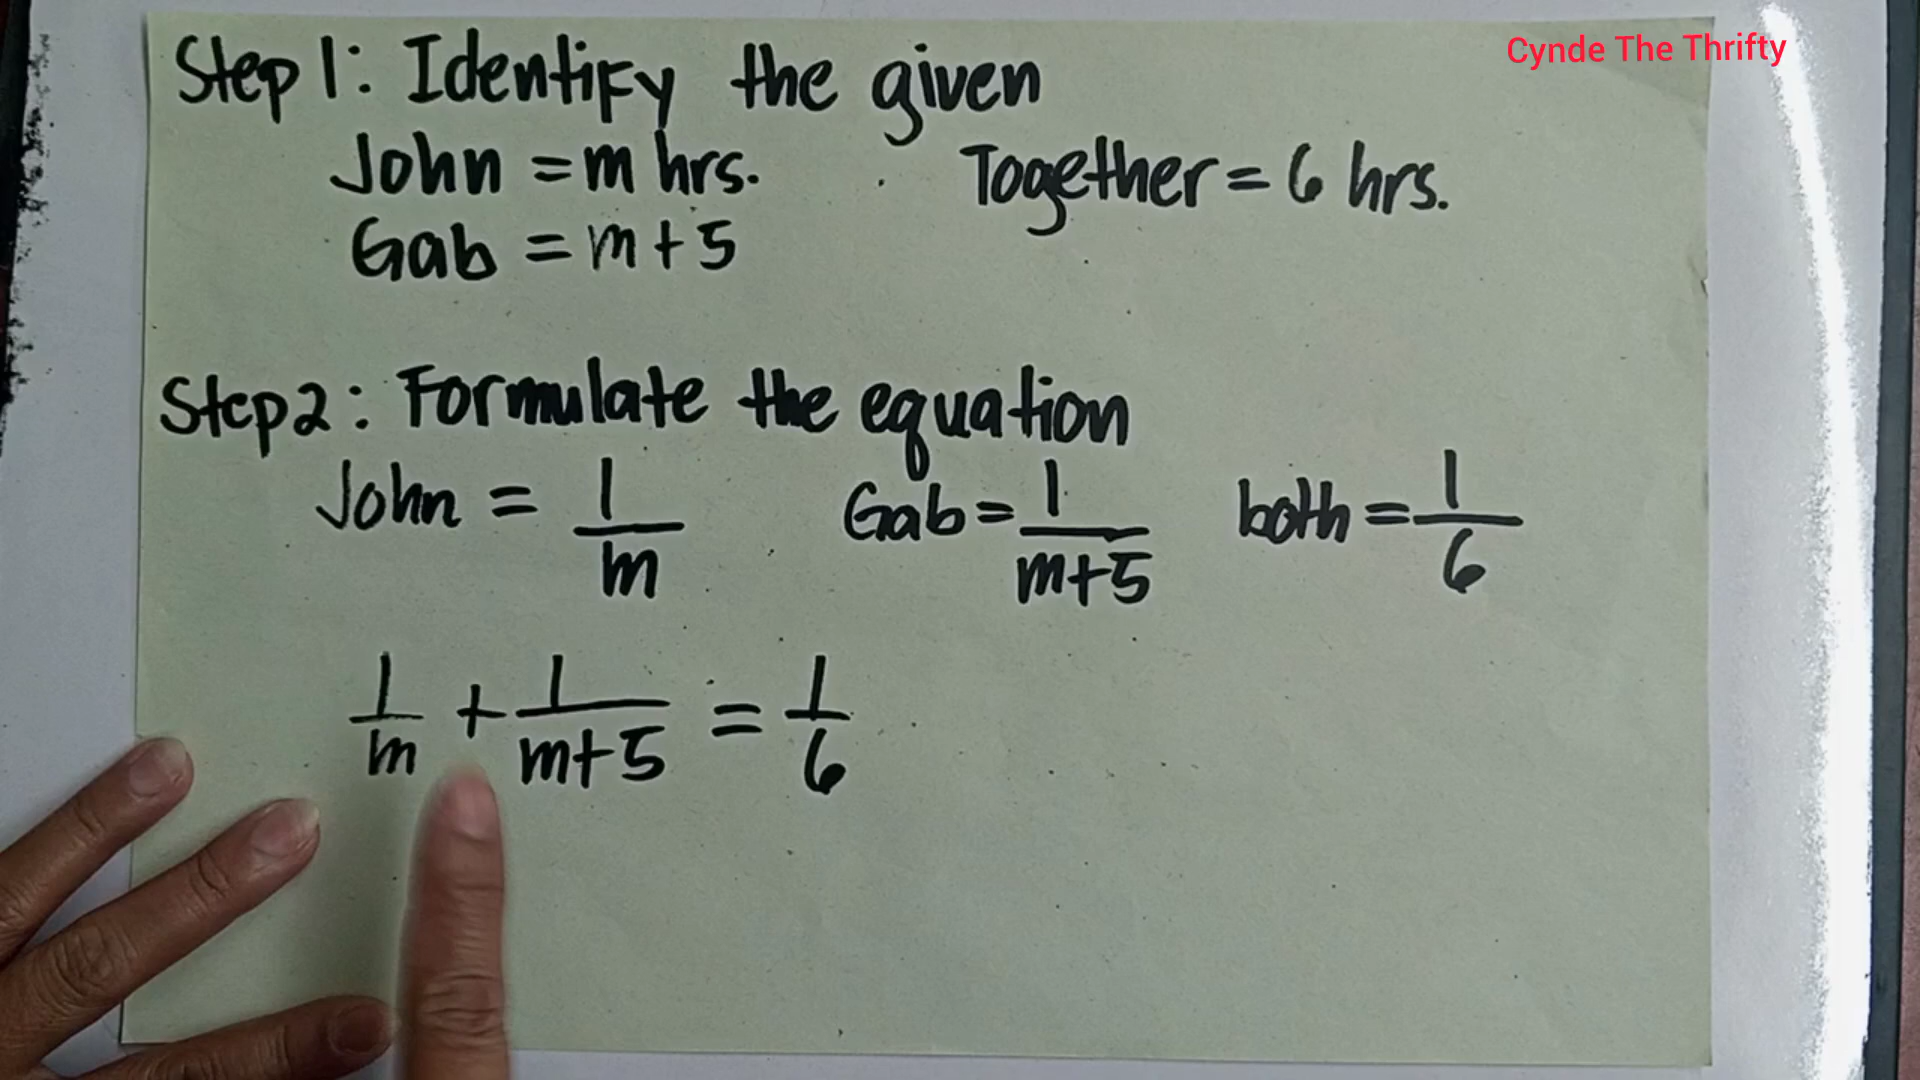 Cynde The Thrifty
Step 1: Identify the given
John = m hrs. Together = 6 hrs.
Gab = m + 5
Step 2: Formulate the equation
John = 1/m Gab = 1/m+5 both = 1/6
1/m + 1/m+5 = 1/6